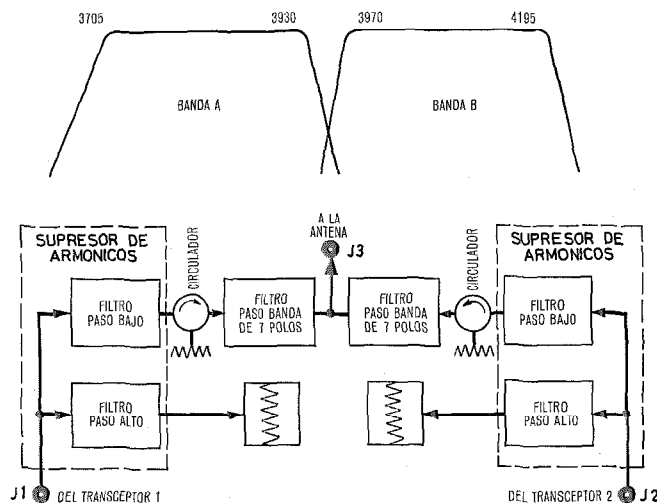 3705 3930 3970 4195
BANDA A BANDA B
A LA
ANTENA
J3
SUPRESOR DE
ARMONICOS
CIRCULADOR
CIRCULADOR
SUPRESOR DE
ARMONICOS
FILTRO
PASO BAJO
FILTRO
PASO BANDA
DE 7 POLOS
FILTRO
PASO BANDA
DE 7 POLOS
FILTRO
PASO BAJO
FILTRO
PASO ALTO
FILTRO
PASO ALTO
J1 DEL TRANSCEPTOR 1
DEL TRANSCEPTOR 2 J2